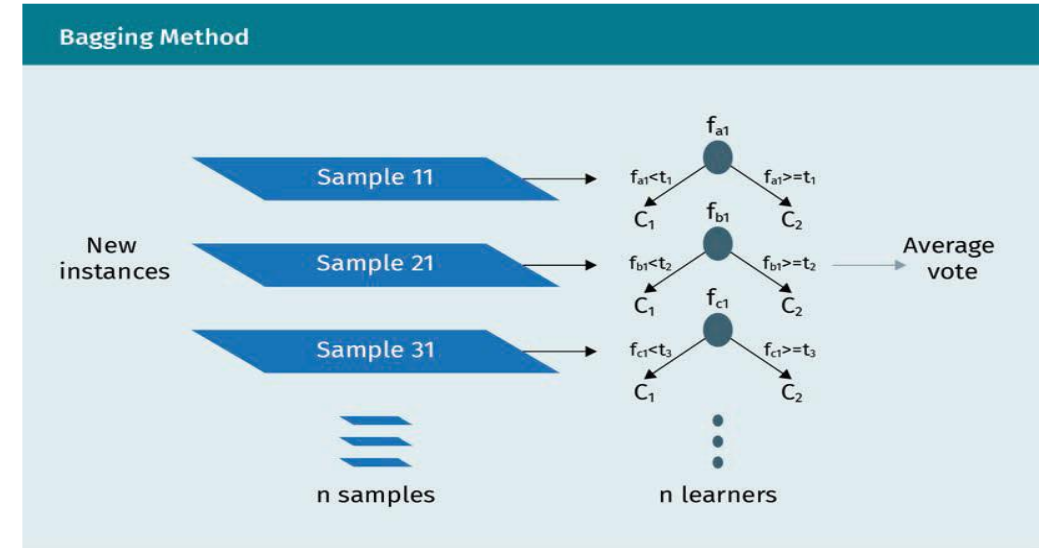 Bagging Method
New
instances
Sample 11
Sample 21
Sample 31
n samples
fa1
fa1<t1
fa1>=t1
C1
C2
fb1
fb1<t2
fb1>=t2
C1
C2
fc1
fc1<t3
fc1>=t3
C1
C2
n learners
Average
vote